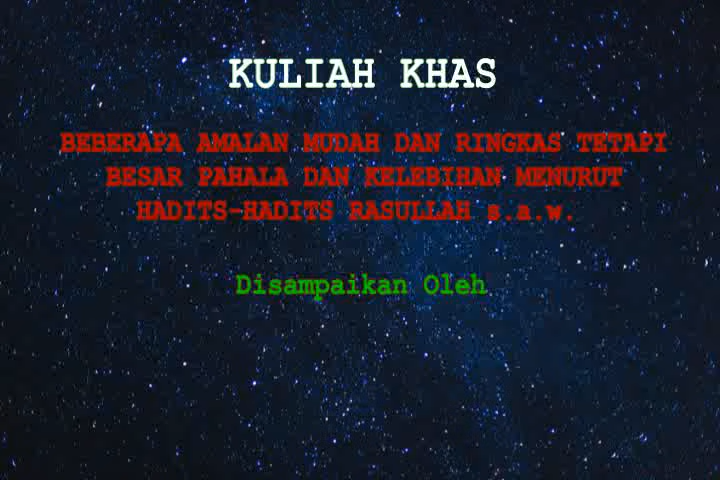 KULIAH KHAS
BEBERAPA AMALAN MUDAH DAN RINGKAS TETAPI
BESAR PAHALA DAN KELEBIHAN MENURUT
HADITS-HADITS RASULLAH s.a.w.
Disampaikan Oleh